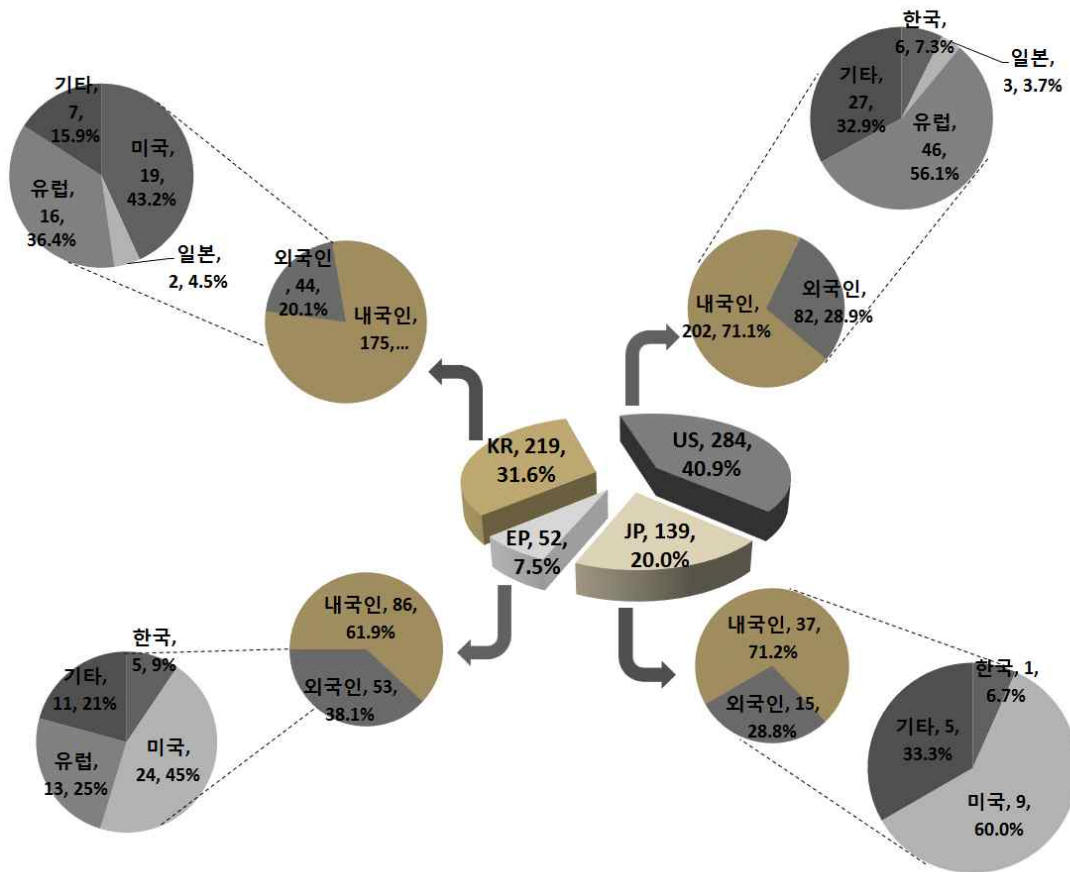 기타,
7,
15.9%
미국,
19,
43.2%
유럽,
16,
36.4%
일본,
2, 4.5%
외국인
, 44,
20.1%
내국인,
175,...
한국,
6, 7.3%
일본,
3, 3.7%
기타,
27,
32.9%
유럽,
46,
56.1%
내국인,
202, 71.1%
외국인,
82, 28.9%
KR, 219,
31.6%
US, 284,
40.9%
EP, 52,
7.5%
JP, 139,
20.0%
내국인, 86,
61.9%
외국인, 53,
38.1%
한국,
5, 9%
기타,
11, 21%
미국,
24, 45%
유럽,
13, 25%
내국인, 37,
71.2%
외국인, 15,
28.8%
한국, 1,
6.7%
기타, 5,
33.3%
미국, 9,
60.0%